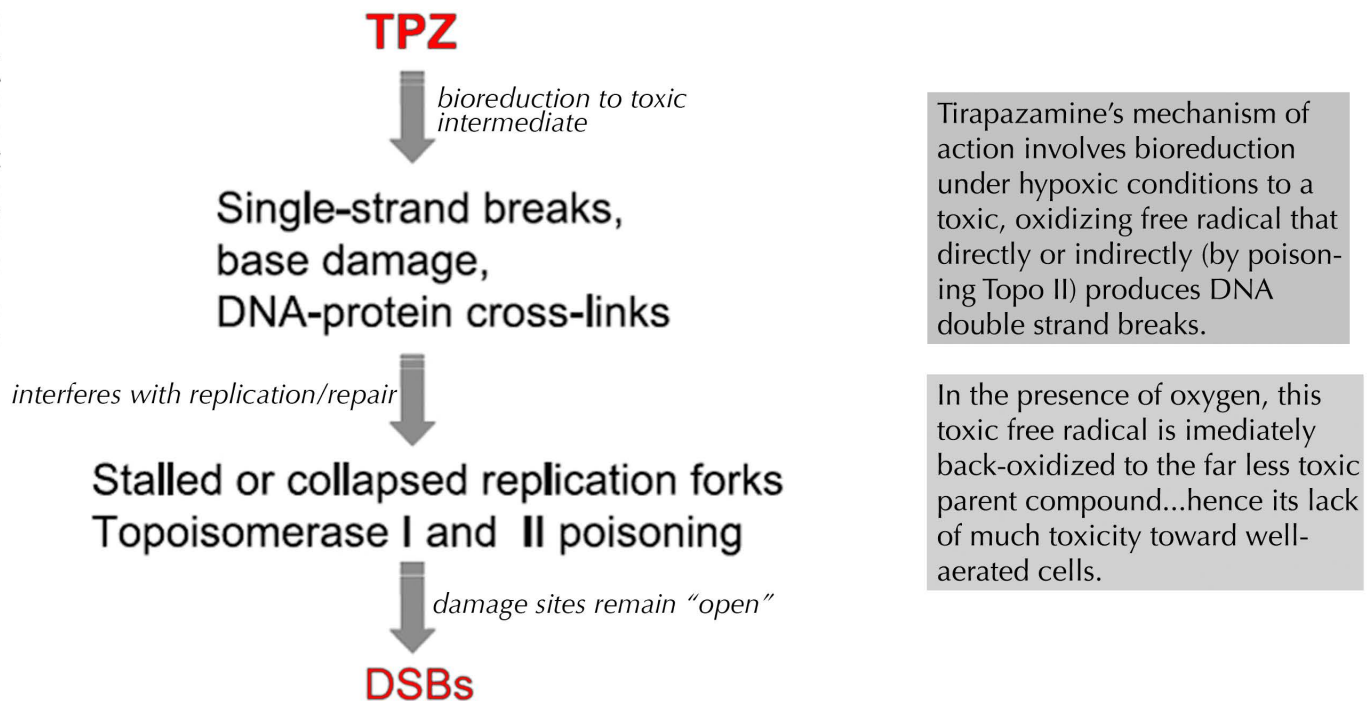 TPZ
bioreduction to toxic
intermediate
Single-strand breaks,
base damage,
DNA-protein cross-links
interferes with replication/repair
Stalled or collapsed replication forks
Topoisomerase I and II poisoning
damage sites remain “open”
DSBs
Tirapazamine’s mechanism of
action involves bioreduction
under hypoxic conditions to a
toxic, oxidizing free radical that
directly or indirectly (by poison-
ing Topo II) produces DNA
double strand breaks.
In the presence of oxygen, this
toxic free radical is imediately
back-oxidized to the far less toxic
parent compound...hence its lack
of much toxicity toward well-
aerated cells.